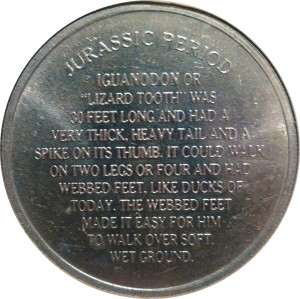 JURASSIC PERIOD
IGUANODON OR
"LIZARD TOOTH" WAS
30 FEET LONG AND HAD A
VERY THICK, HEAVY TAIL AND A
SPIKE ON ITS THUMB. IT COULD WALK
ON TWO LEGS OR FOUR AND HAD
WEBBED FEET, LIKE DUCKS OF
TODAY. THE WEBBED FEET
MADE IT EASY FOR HIM
TO WALK OVER SOFT,
WET GROUND.